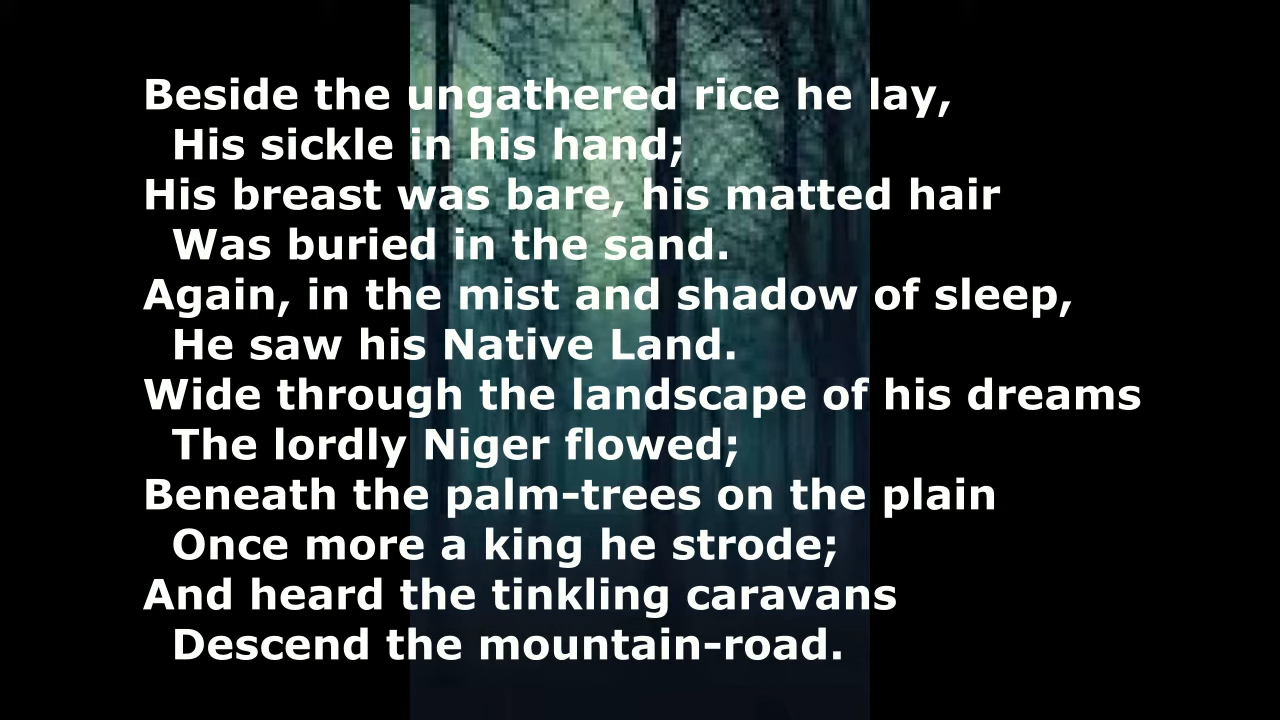 Beside the ungathered rice he lay,
His sickle in his hand;
His breast was bare, his matted hair
Was buried in the sand.
Again, in the mist and shadow of sleep,
He saw his Native Land.
Wide through the landscape of his dreams
The lordly Niger flowed;
Beneath the palm-trees on the plain
Once more a king he strode;
And heard the tinkling caravans
Descend the mountain-road.